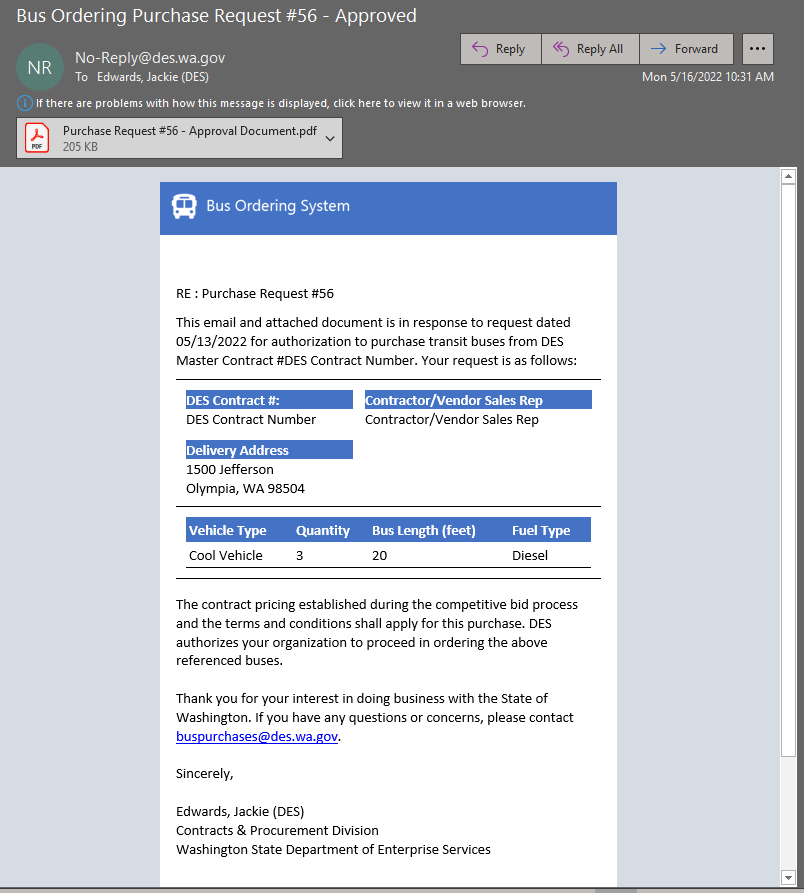 Bus Ordering Purchase Request #56 - Approved
NR
No-Reply@des.wa.gov
To Edwards, Jackie (DES)
Reply
Reply All
Forward
Mon 5/16/2022 10:31 AM
If there are problems with how this message is displayed, click here to view it in a web browser.
PDF
Purchase Request #56 - Approval Document.pdf
205 KB
Bus Ordering System
RE : Purchase Request #56
This email and attached document is in response to request dated
05/13/2022 for authorization to purchase transit buses from DES
Master Contract #DES Contract Number. Your request is as follows:
DES Contract #: Contractor/Vendor Sales Rep
DES Contract Number Contractor/Vendor Sales Rep
Delivery Address
1500 Jefferson
Olympia, WA 98504
Vehicle Type Quantity Bus Length (feet) Fuel Type
Cool Vehicle 3 20 Diesel
The contract pricing established during the competitive bid process
and the terms and conditions shall apply for this purchase. DES
authorizes your organization to proceed in ordering the above
referenced buses.
Thank you for your interest in doing business with the State of
Washington. If you have any questions or concerns, please contact
buspurchases@des.wa.gov.
Sincerely,
Edwards, Jackie (DES)
Contracts & Procurement Division
Washington State Department of Enterprise Services